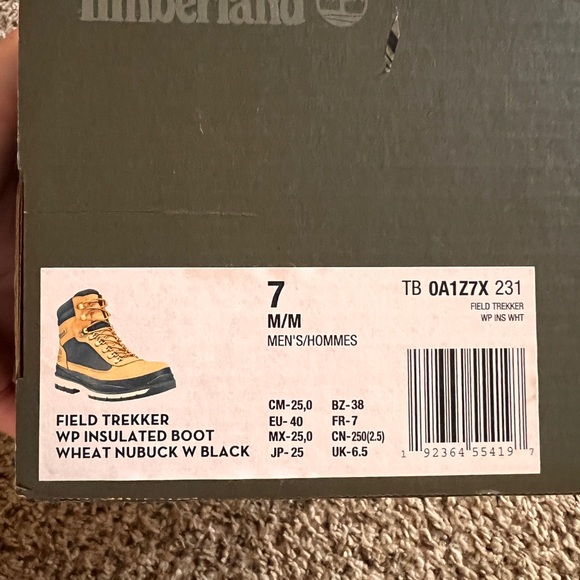 Timberland
7
M/M
MEN'S/HOMMES
TB 0A1Z7X 231
FIELD TREKKER
WP INS WHT
CM-25,0 BZ-38
EU- 40 FR-7
MX-25,0 CN-250(2.5)
JP- 25 UK-6.5
FIELD TREKKER
WP INSULATED BOOT
WHEAT NUBUCK W BLACK
1 92364 55419 7